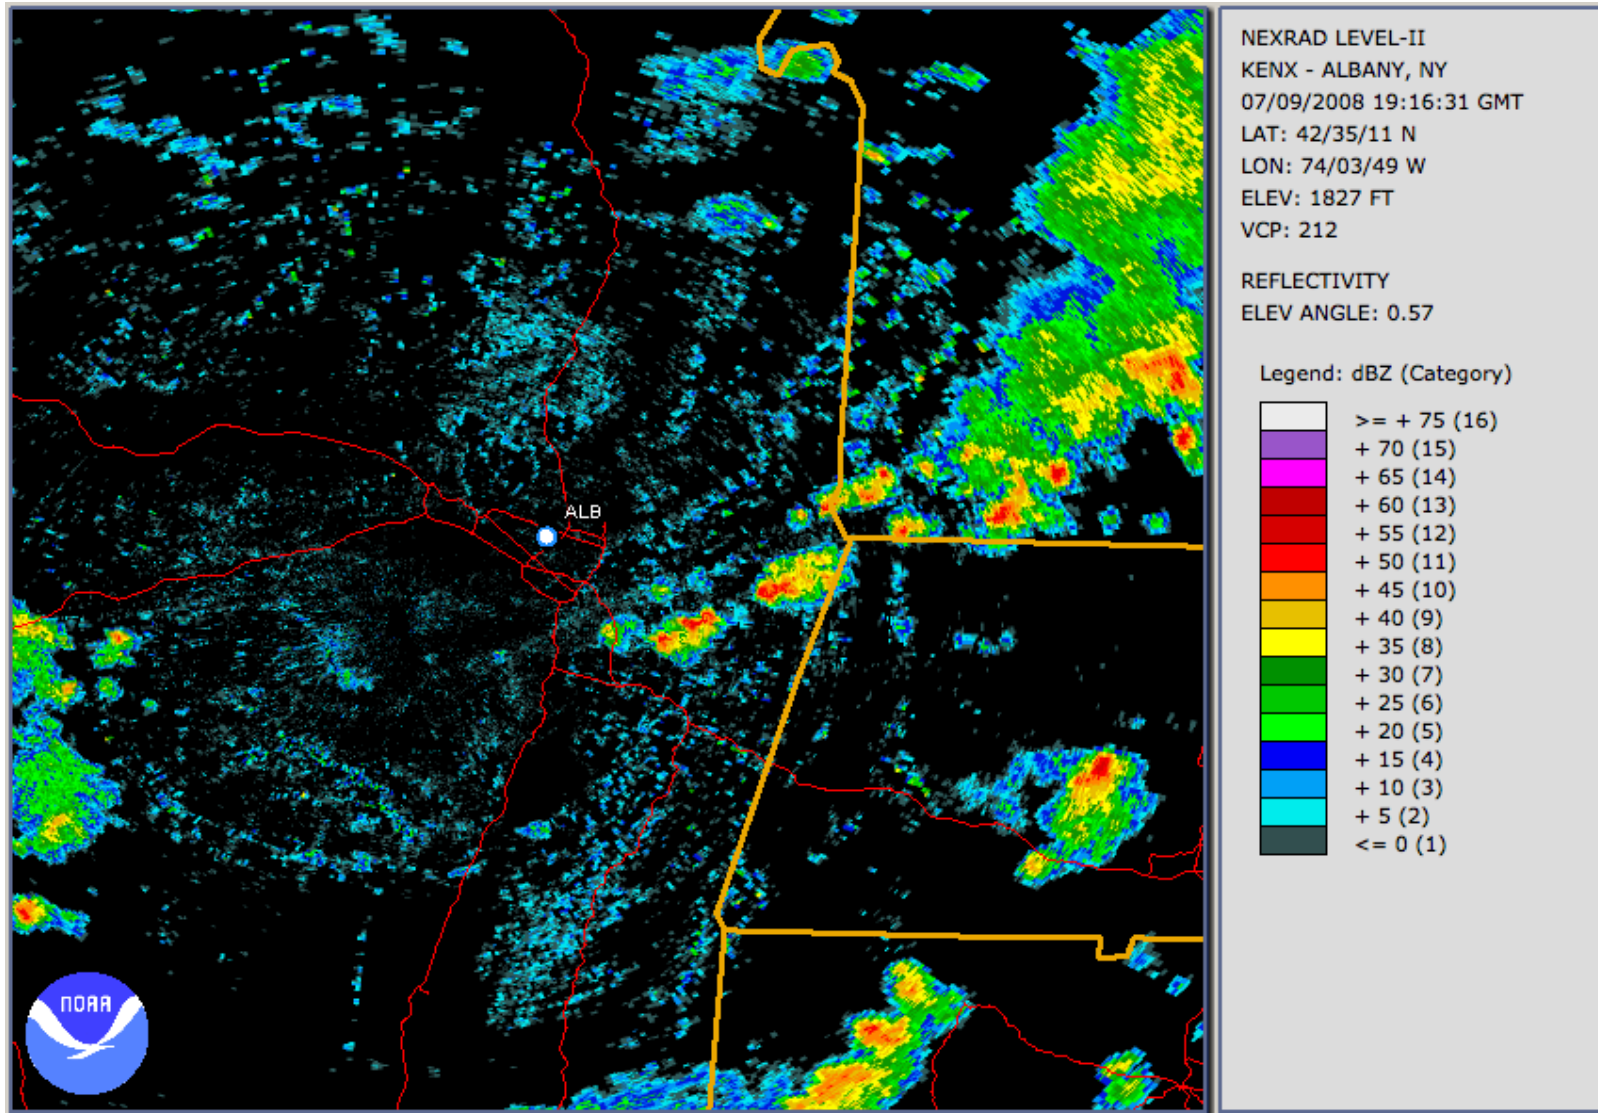 ALB
NOAA
NEXRAD LEVEL-II
KENX - ALBANY, NY
07/09/2008 19:16:31 GMT
LAT: 42/35/11 N
LON: 74/03/49 W
ELEV: 1827 FT
VCP: 212
REFLECTIVITY
ELEV ANGLE: 0.57
Legend: dBZ (Category)
>= + 75 (16)
+ 70 (15)
+ 65 (14)
+ 60 (13)
+ 55 (12)
+ 50 (11)
+ 45 (10)
+ 40 (9)
+ 35 (8)
+ 30 (7)
+ 25 (6)
+ 20 (5)
+ 15 (4)
+ 10 (3)
+ 5 (2)
<= 0 (1)